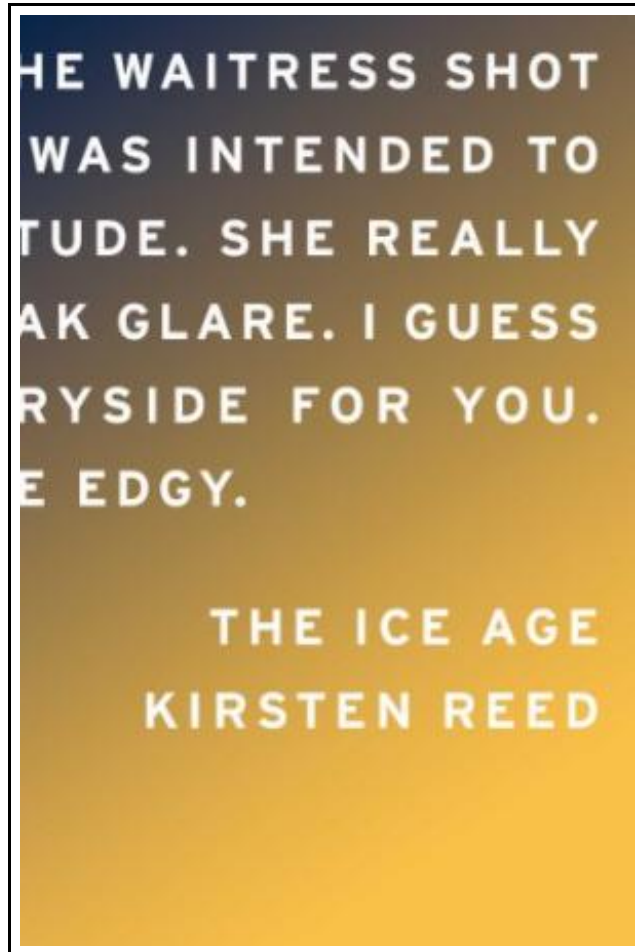 HE WAITRESS SHOT
WAS INTENDED TO
TUDE. SHE REALLY
AK GLARE. I GUESS
RYSIDE FOR YOU.
E EDGY.
THE ICE AGE
KIRSTEN REED